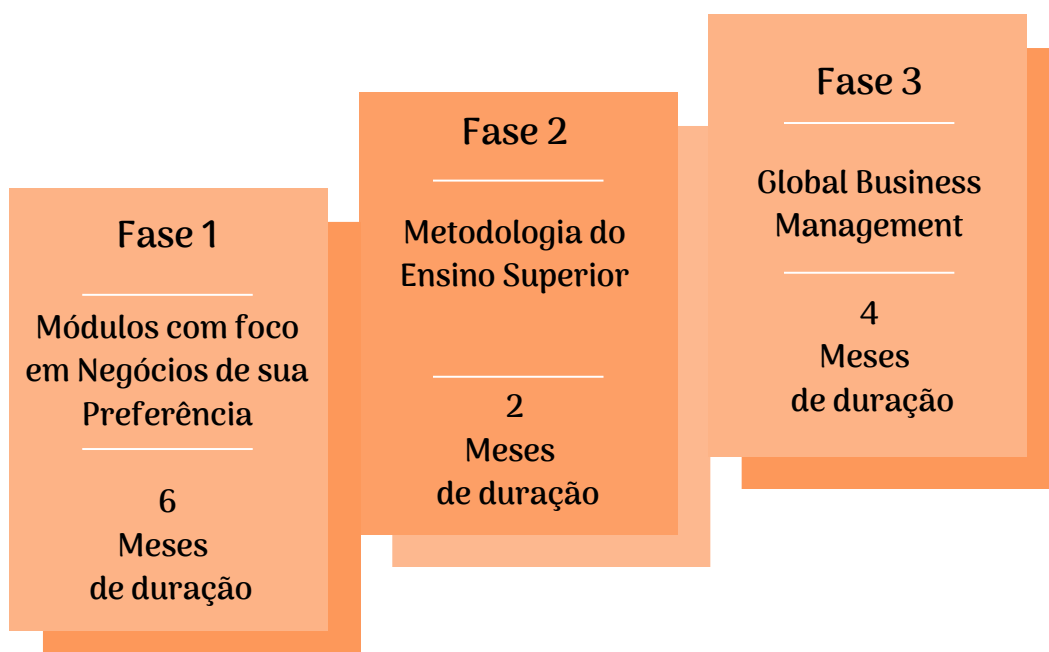 Fase 1
Módulos com foco
em Negócios de sua
Preferência
6
Meses
de duração
Fase 2
Metodologia do
Ensino Superior
2
Meses
de duração
Fase 3
Global Business
Management
4
Meses
de duração